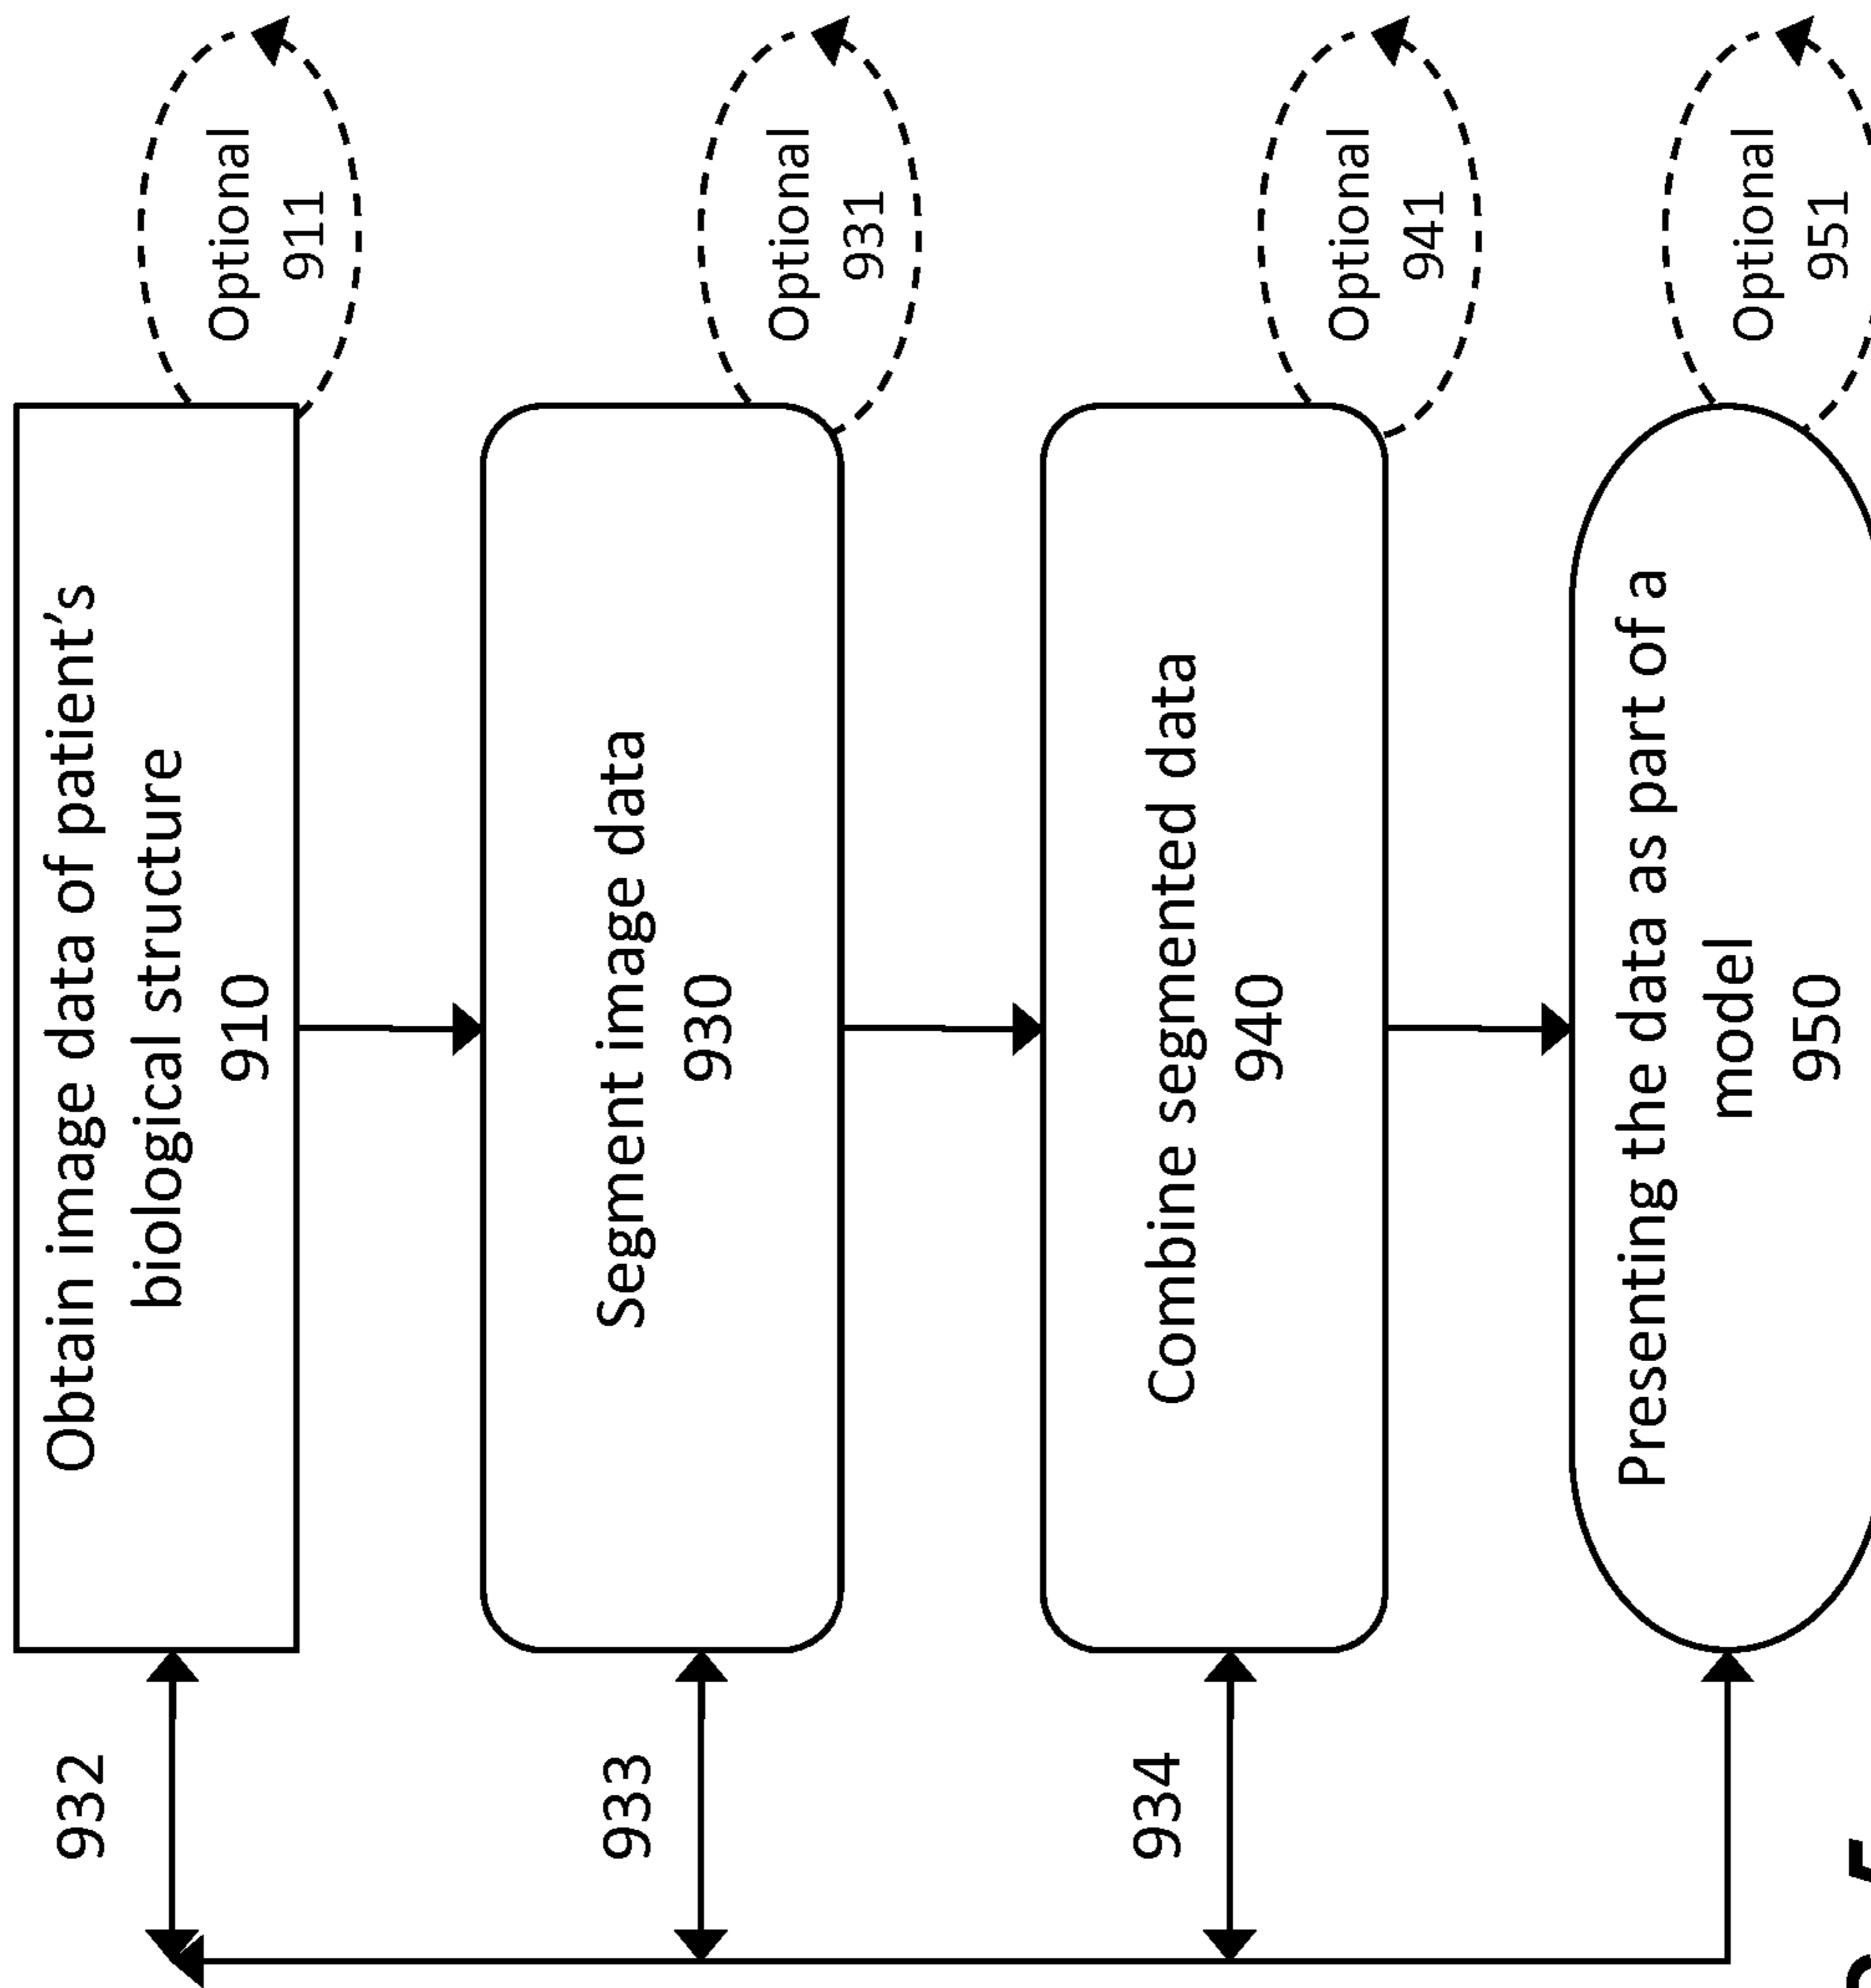 Obtain image data of patient's
biological structure
910
Optional
911
932
Segment image data
930
Optional
931
933
Combine segmented data
940
Optional
941
934
Presenting the data as part of a
model
950
Optional
951